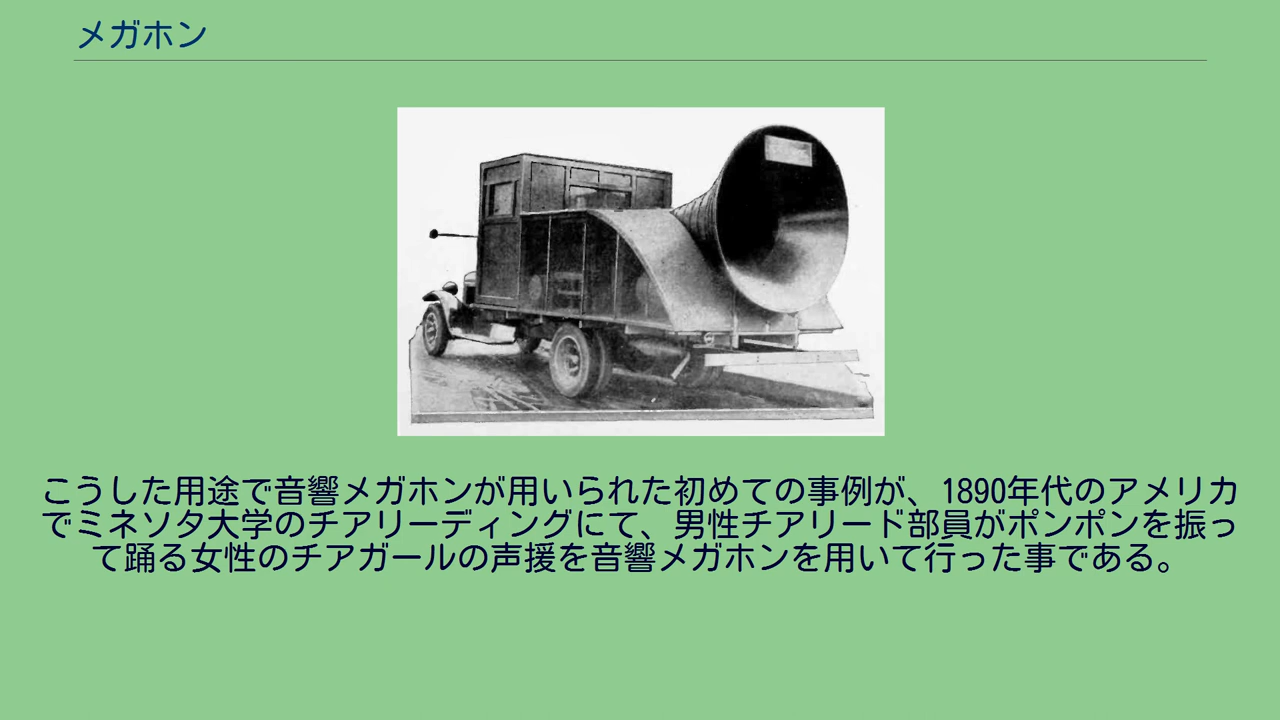 メガホン
こうした用途で音響メガホンが用いられた初めての事例が、1890年代のアメリカ
でミネソタ大学のチアリーディングにて、男性チアリード部員がポンポンを振っ
て踊る女性のチアガールの声援を音響メガホンを用いて行った事である。